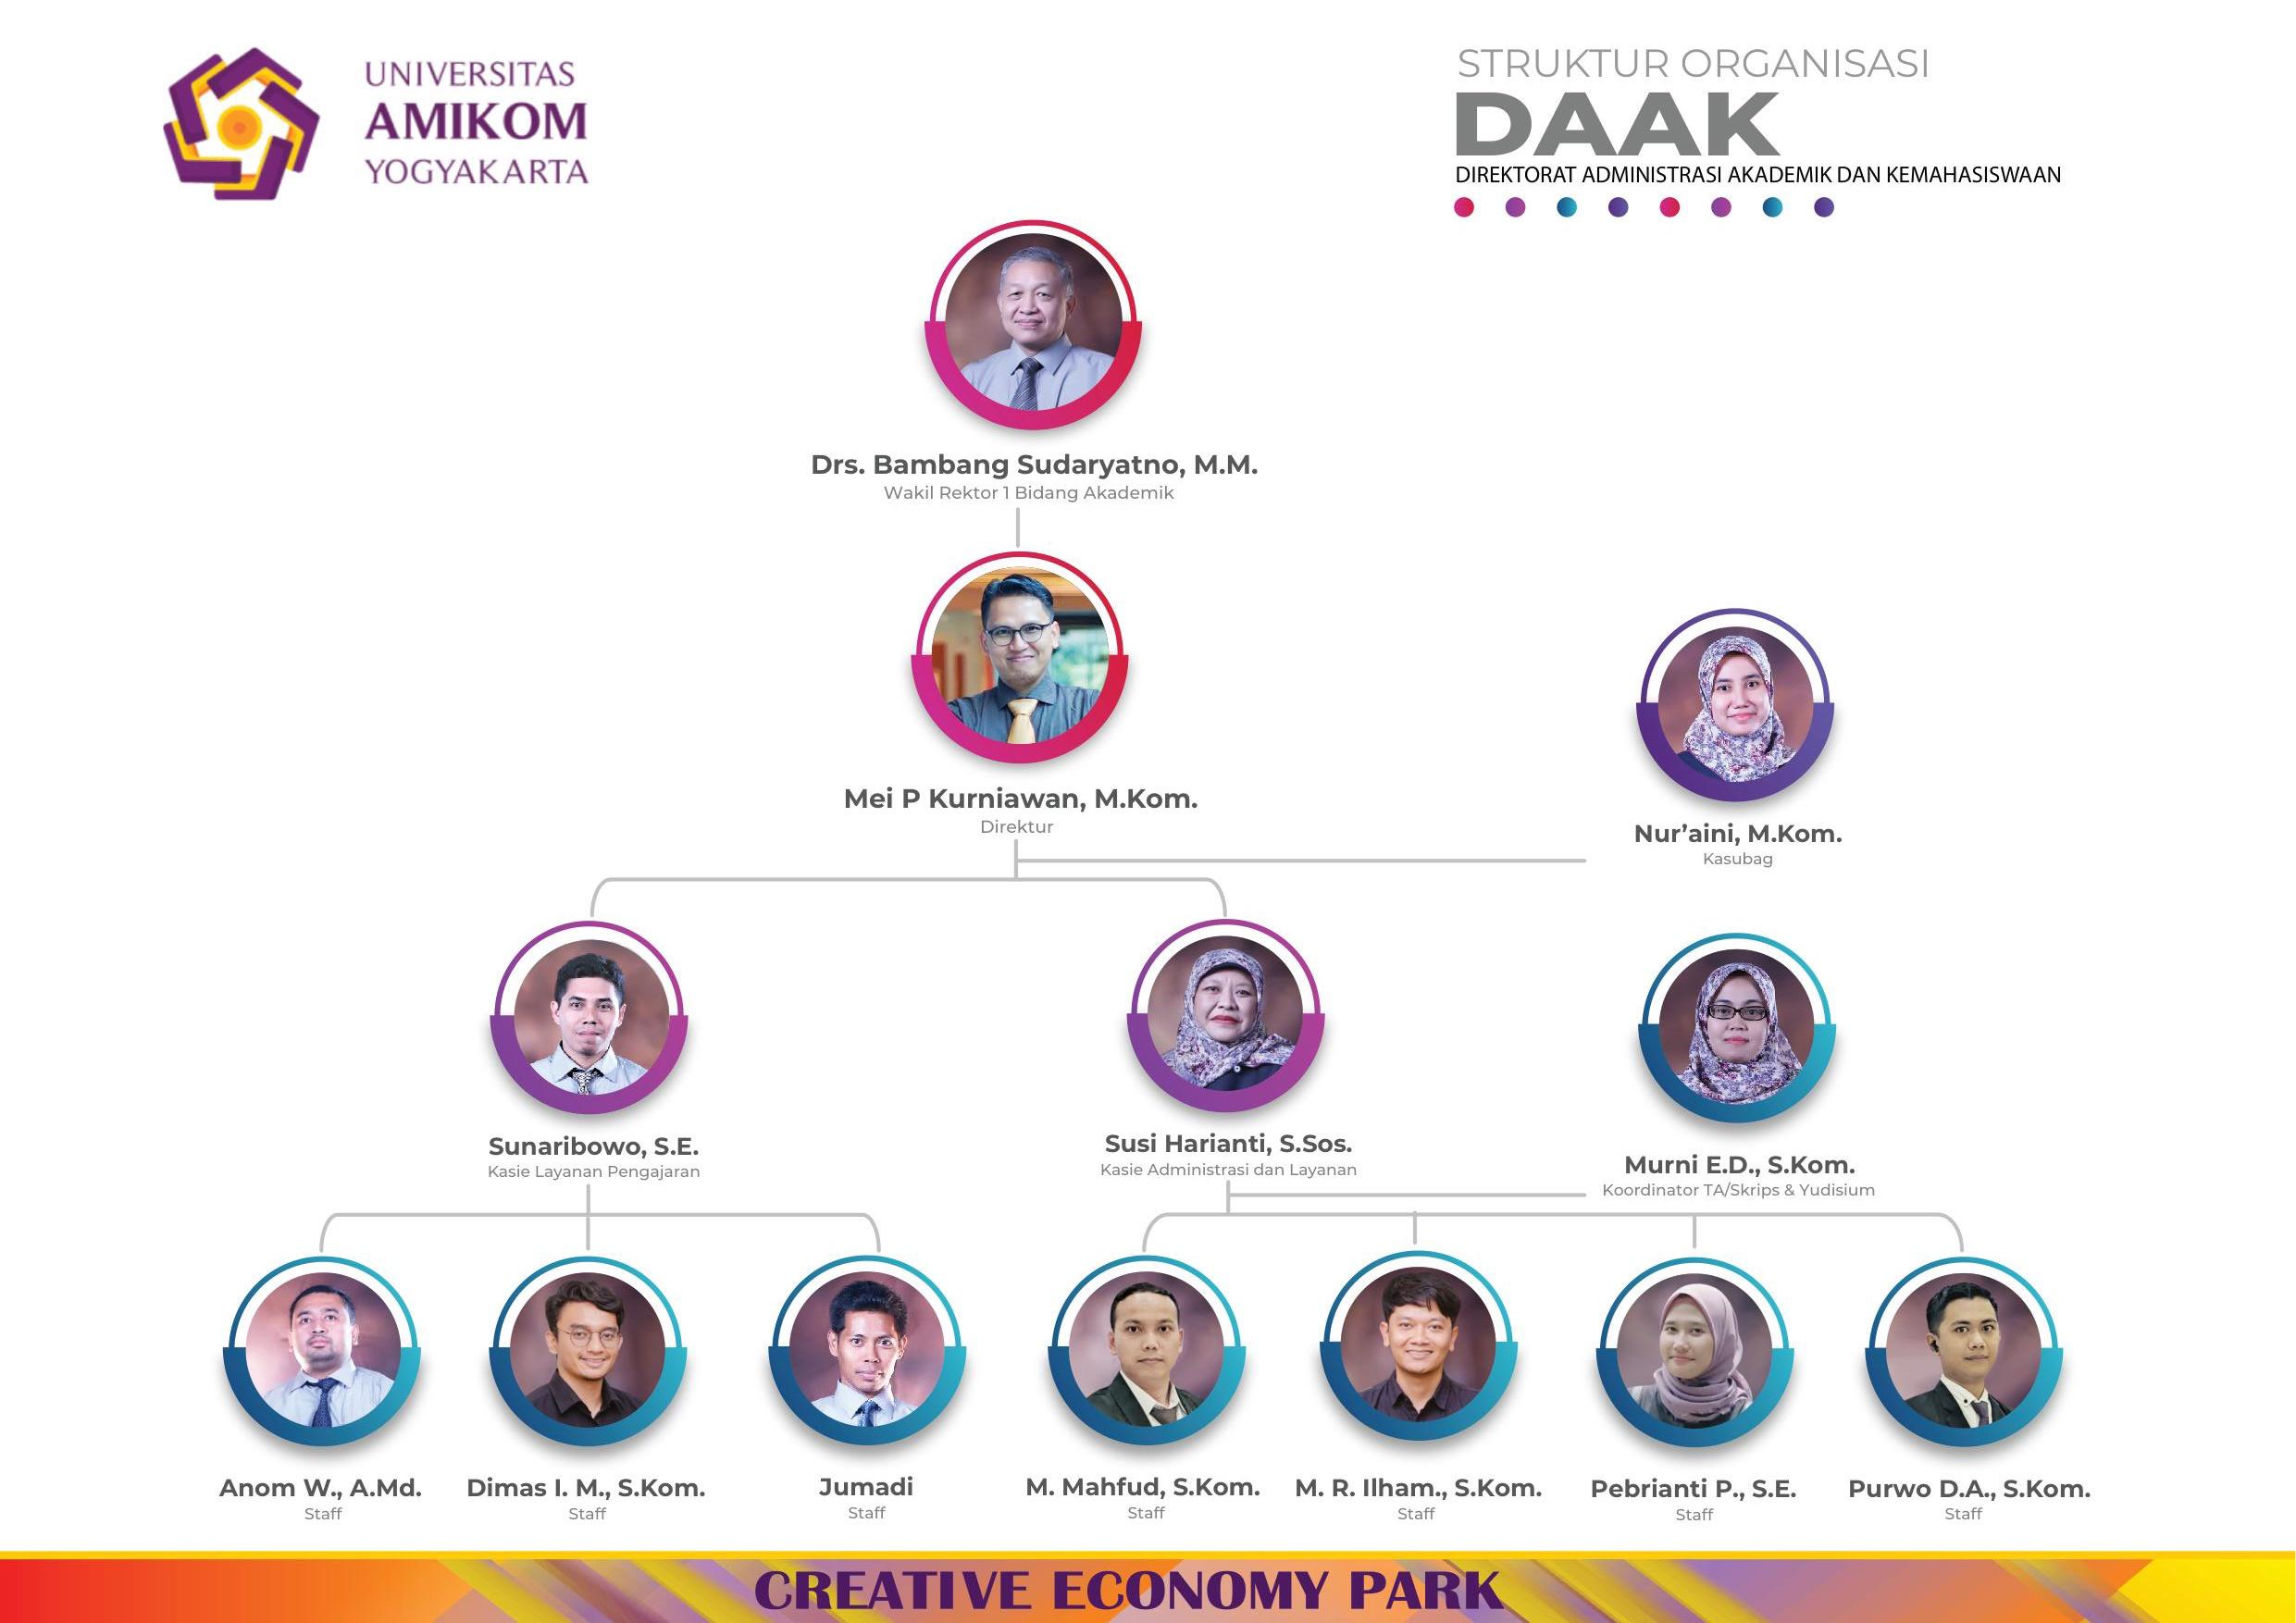 UNIVERSITAS
AMIKOM
YOGYAKARTA
STRUKTUR ORGANISASI
DAAK
DIREKTORAT ADMINISTRASI AKADEMIK DAN KEMAHASISWAAN
Drs. Bambang Sudaryatno, M.M.
Wakil Rektor 1 Bidang Akademik
Mei P Kurniawan, M.Kom.
Direktur
Nur’aini, M.Kom.
Kasubag
Sunaribowo, S.E.
Kasie Layanan Pengajaran
Susi Harianti, S.Sos.
Kasie Administrasi dan Layanan
Murni E.D., S.Kom.
Koordinator TA/Skrips & Yudisium
Anom W., A.Md.
Staff
Dimas I. M., S.Kom.
Staff
Jumadi
Staff
M. Mahfud, S.Kom.
Staff
M. R. Ilham., S.Kom.
Staff
Pebrianti P., S.E.
Staff
Purwo D.A., S.Kom.
Staff
CREATIVE ECONOMY PARK